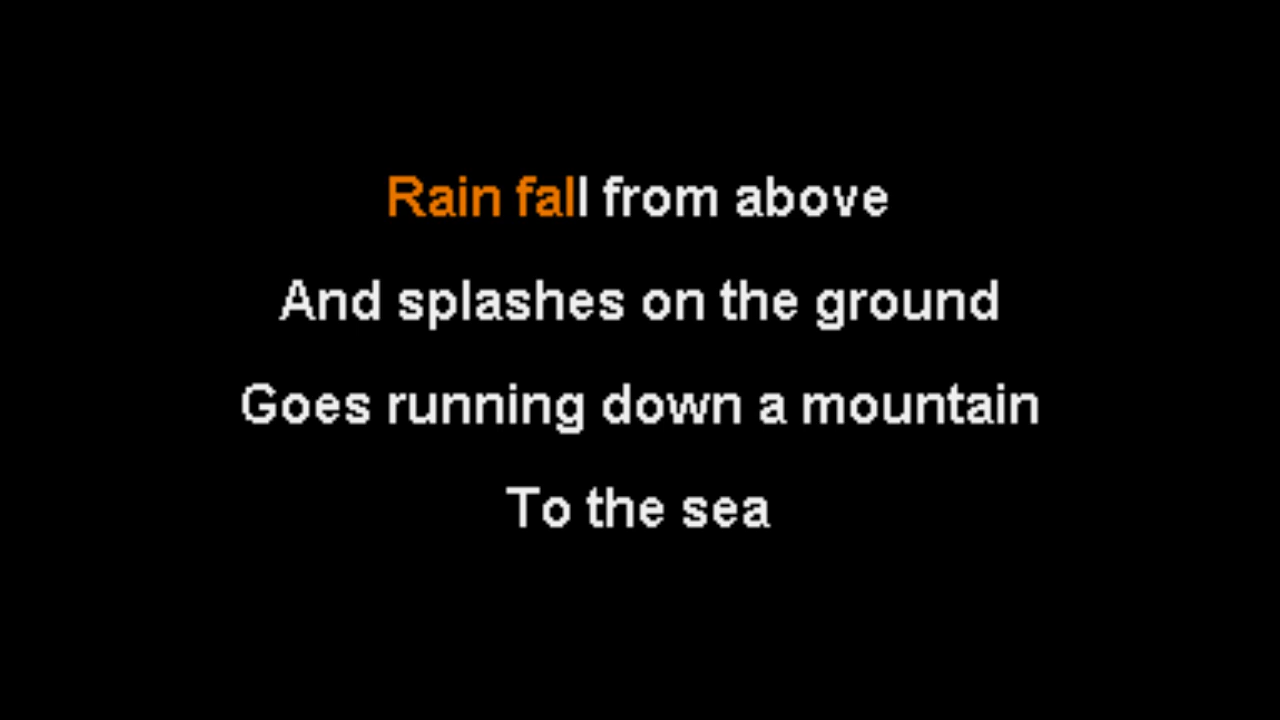 Rain fall from above
And splashes on the ground
Goes running down a mountain
To the sea